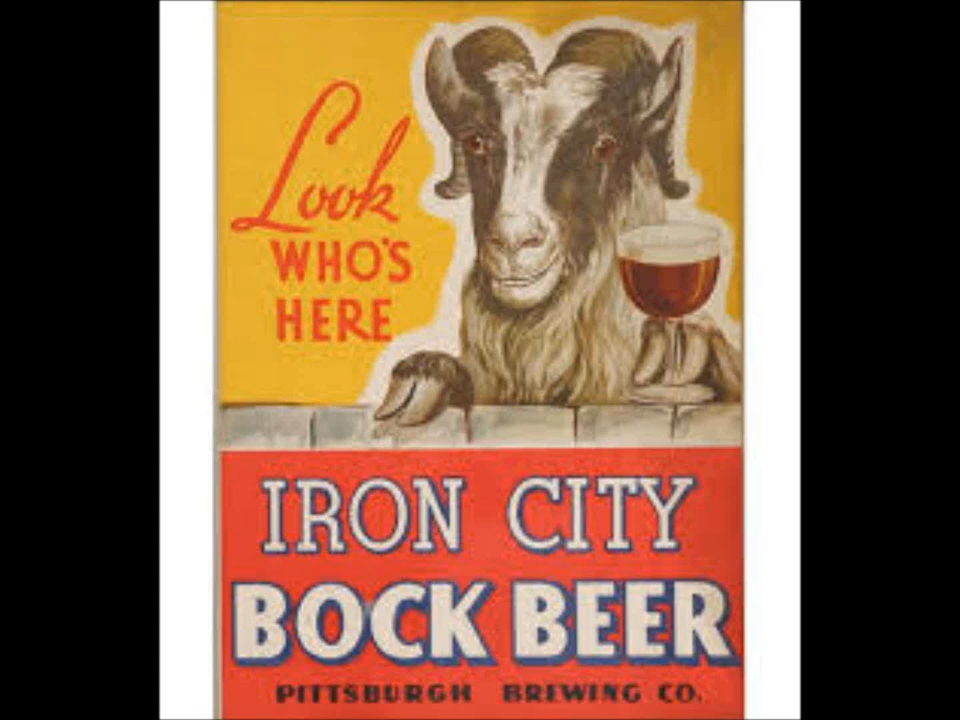 Look
WHO'S
HERE
IRON CITY
BOCK BEER
PITTSBURGH BREWING CO.